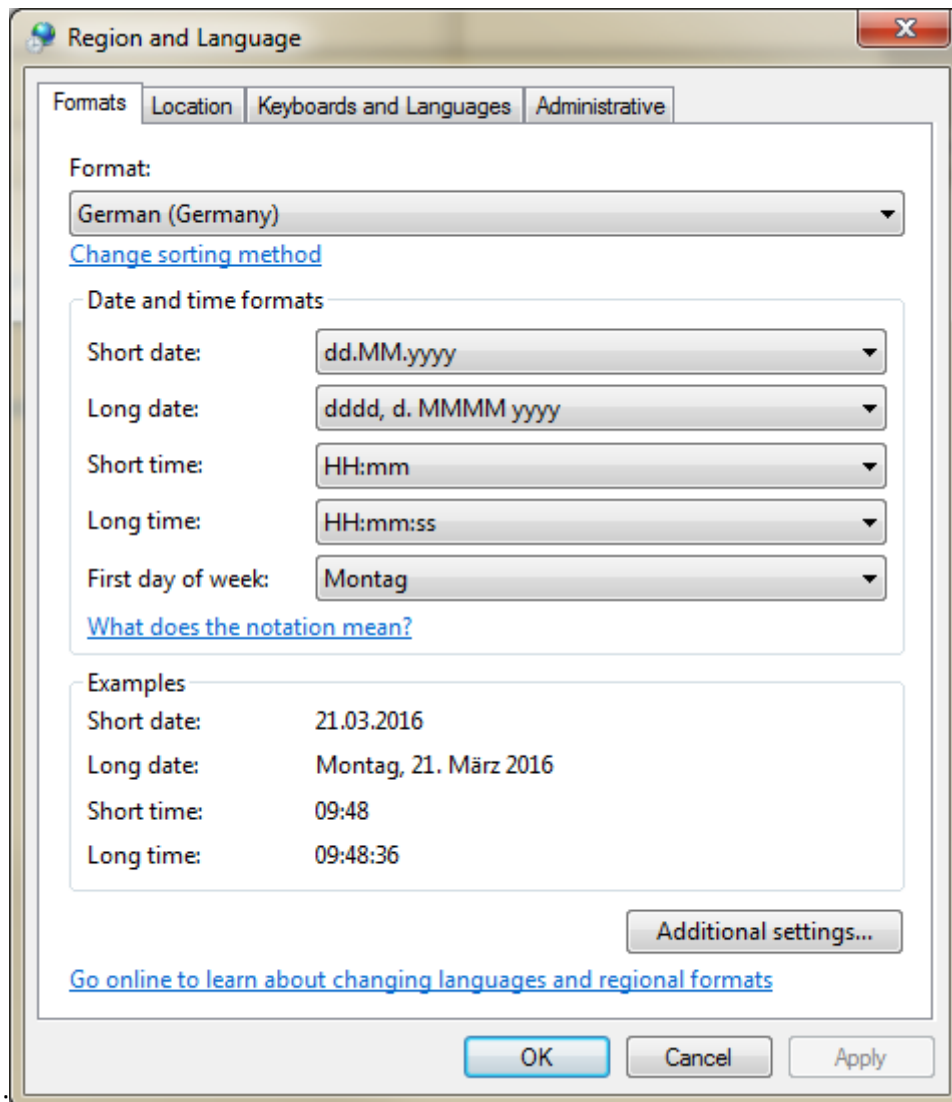 Region and Language
Formats Location Keyboards and Languages Administrative
Format:
German (Germany)
Change sorting method
Date and time formats
Short date: dd.MM.yyyy
Long date: dddd, d. MMMM yyyy
Short time: HH:mm
Long time: HH:mm:ss
First day of week: Montag
What does the notation mean?
Examples
Short date: 21.03.2016
Long date: Montag, 21. März 2016
Short time: 09:48
Long time: 09:48:36
Additional settings...
Go online to learn about changing languages and regional formats
OK Cancel Apply
.